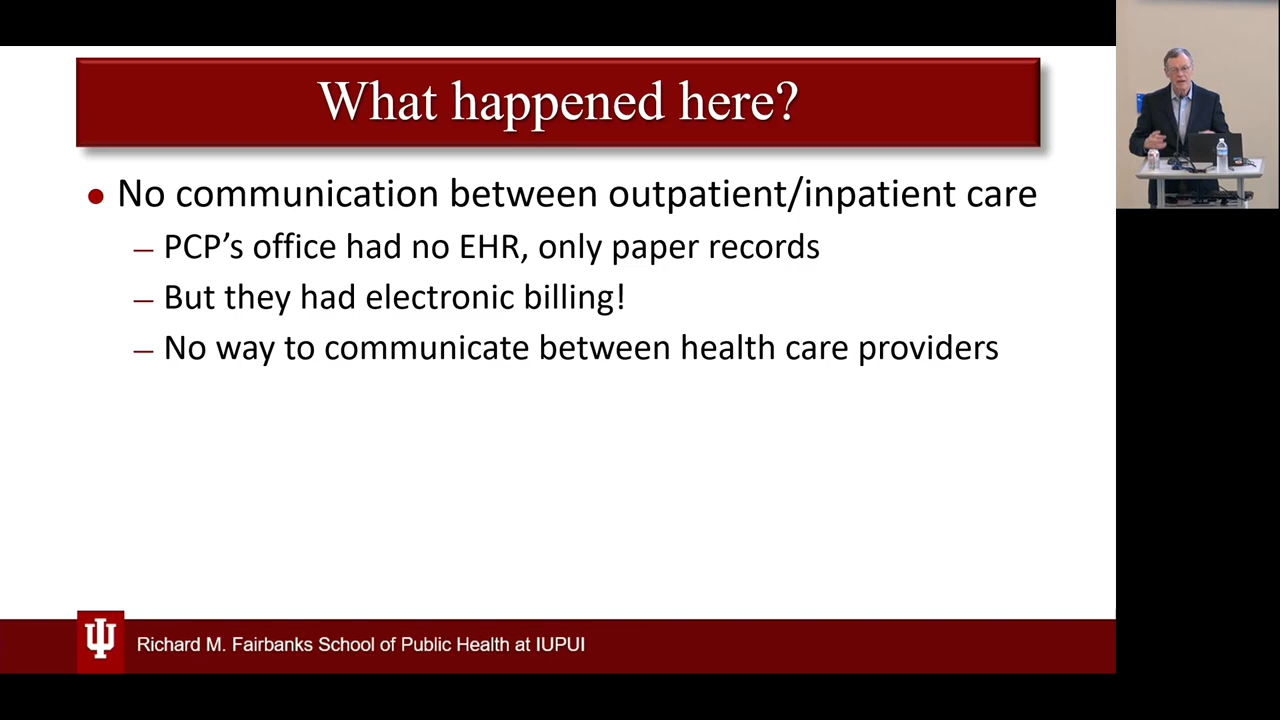 What happened here?
• No communication between outpatient/inpatient care
– PCP’s office had no EHR, only paper records
– But they had electronic billing!
– No way to communicate between health care providers
Richard M. Fairbanks School of Public Health at IUPUI